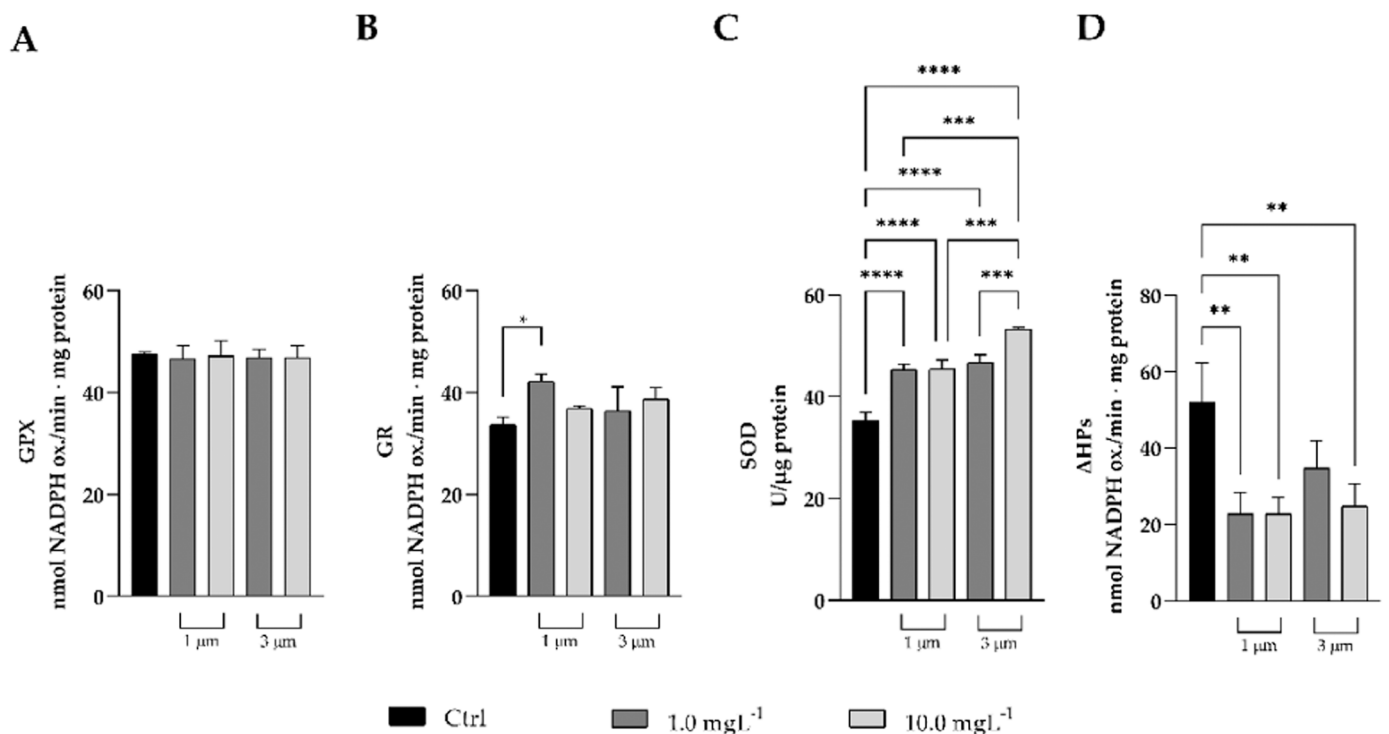 A
B
C
D
****
***
****
****
***
****
***
**
**
**
*
GPX
nmol NADPH ox./min · mg protein
60
40
20
0
1 µm
3 µm
GR
nmol NADPH ox./min · mg protein
60
40
20
0
1 µm
3 µm
SOD
U/µg protein
60
40
20
0
1 µm
3 µm
ΔHPs
nmol NADPH ox./min · mg protein
80
60
40
20
0
1 µm
3 µm
Ctrl
1.0 mgL⁻¹
10.0 mgL⁻¹